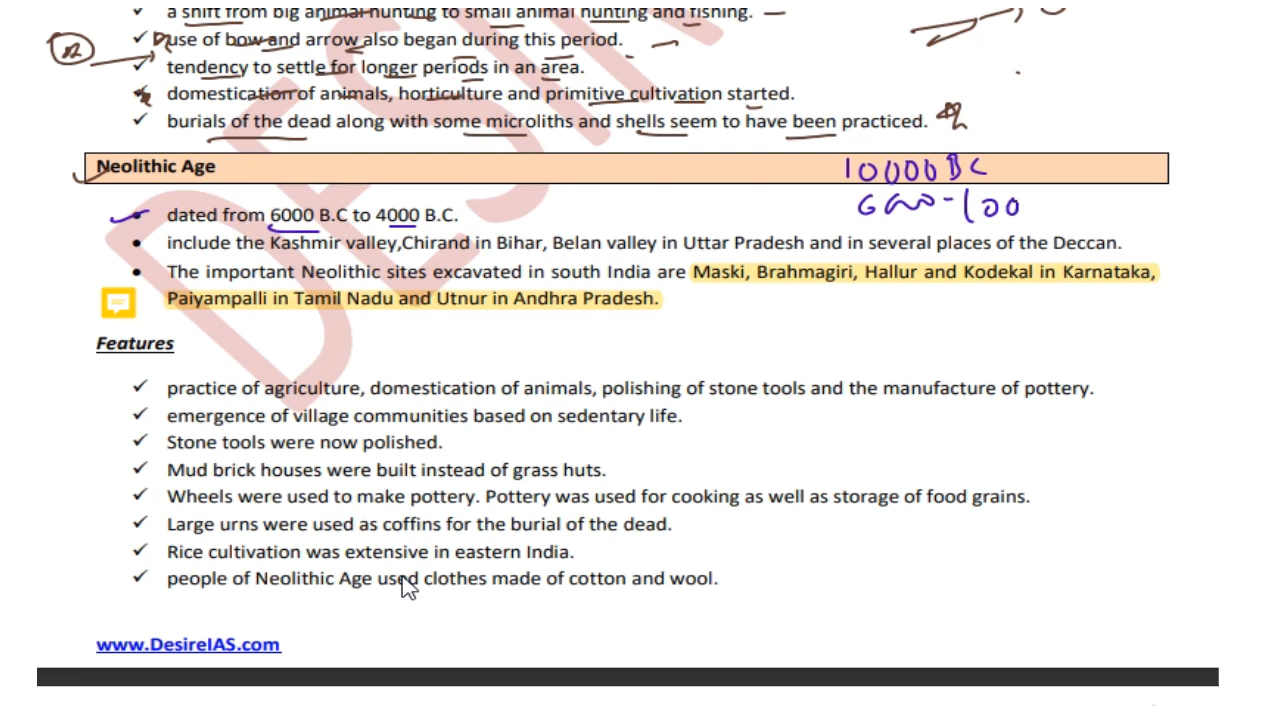 a shift from big animal hunting to small animal hunting and fishing.
use of bow and arrow also began during this period.
tendency to settle for longer periods in an area.
domestication of animals, horticulture and primitive cultivation started.
burials of the dead along with some microliths and shells seem to have been practiced.
Neolithic Age 10000 BC
dated from 6000 B.C to 4000 B.C.
include the Kashmir valley,Chirand in Bihar, Belan valley in Uttar Pradesh and in several places of the Deccan.
The important Neolithic sites excavated in south India are Maski, Brahmagiri, Hallur and Kodekal in Karnataka,
Paiyampalli in Tamil Nadu and Utnur in Andhra Pradesh.
Features
practice of agriculture, domestication of animals, polishing of stone tools and the manufacture of pottery.
emergence of village communities based on sedentary life.
Stone tools were now polished.
Mud brick houses were built instead of grass huts.
Wheels were used to make pottery. Pottery was used for cooking as well as storage of food grains.
Large urns were used as coffins for the burial of the dead.
Rice cultivation was extensive in eastern India.
people of Neolithic Age used clothes made of cotton and wool.
www.DesireIAS.com
DESI